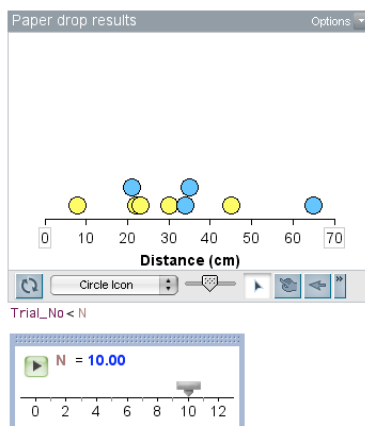 Paper drop results Options
0 10 20 30 40 50 60 70
Distance (cm)
Circle Icon
Trial_No < N
N = 10.00
0 2 4 6 8 10 12